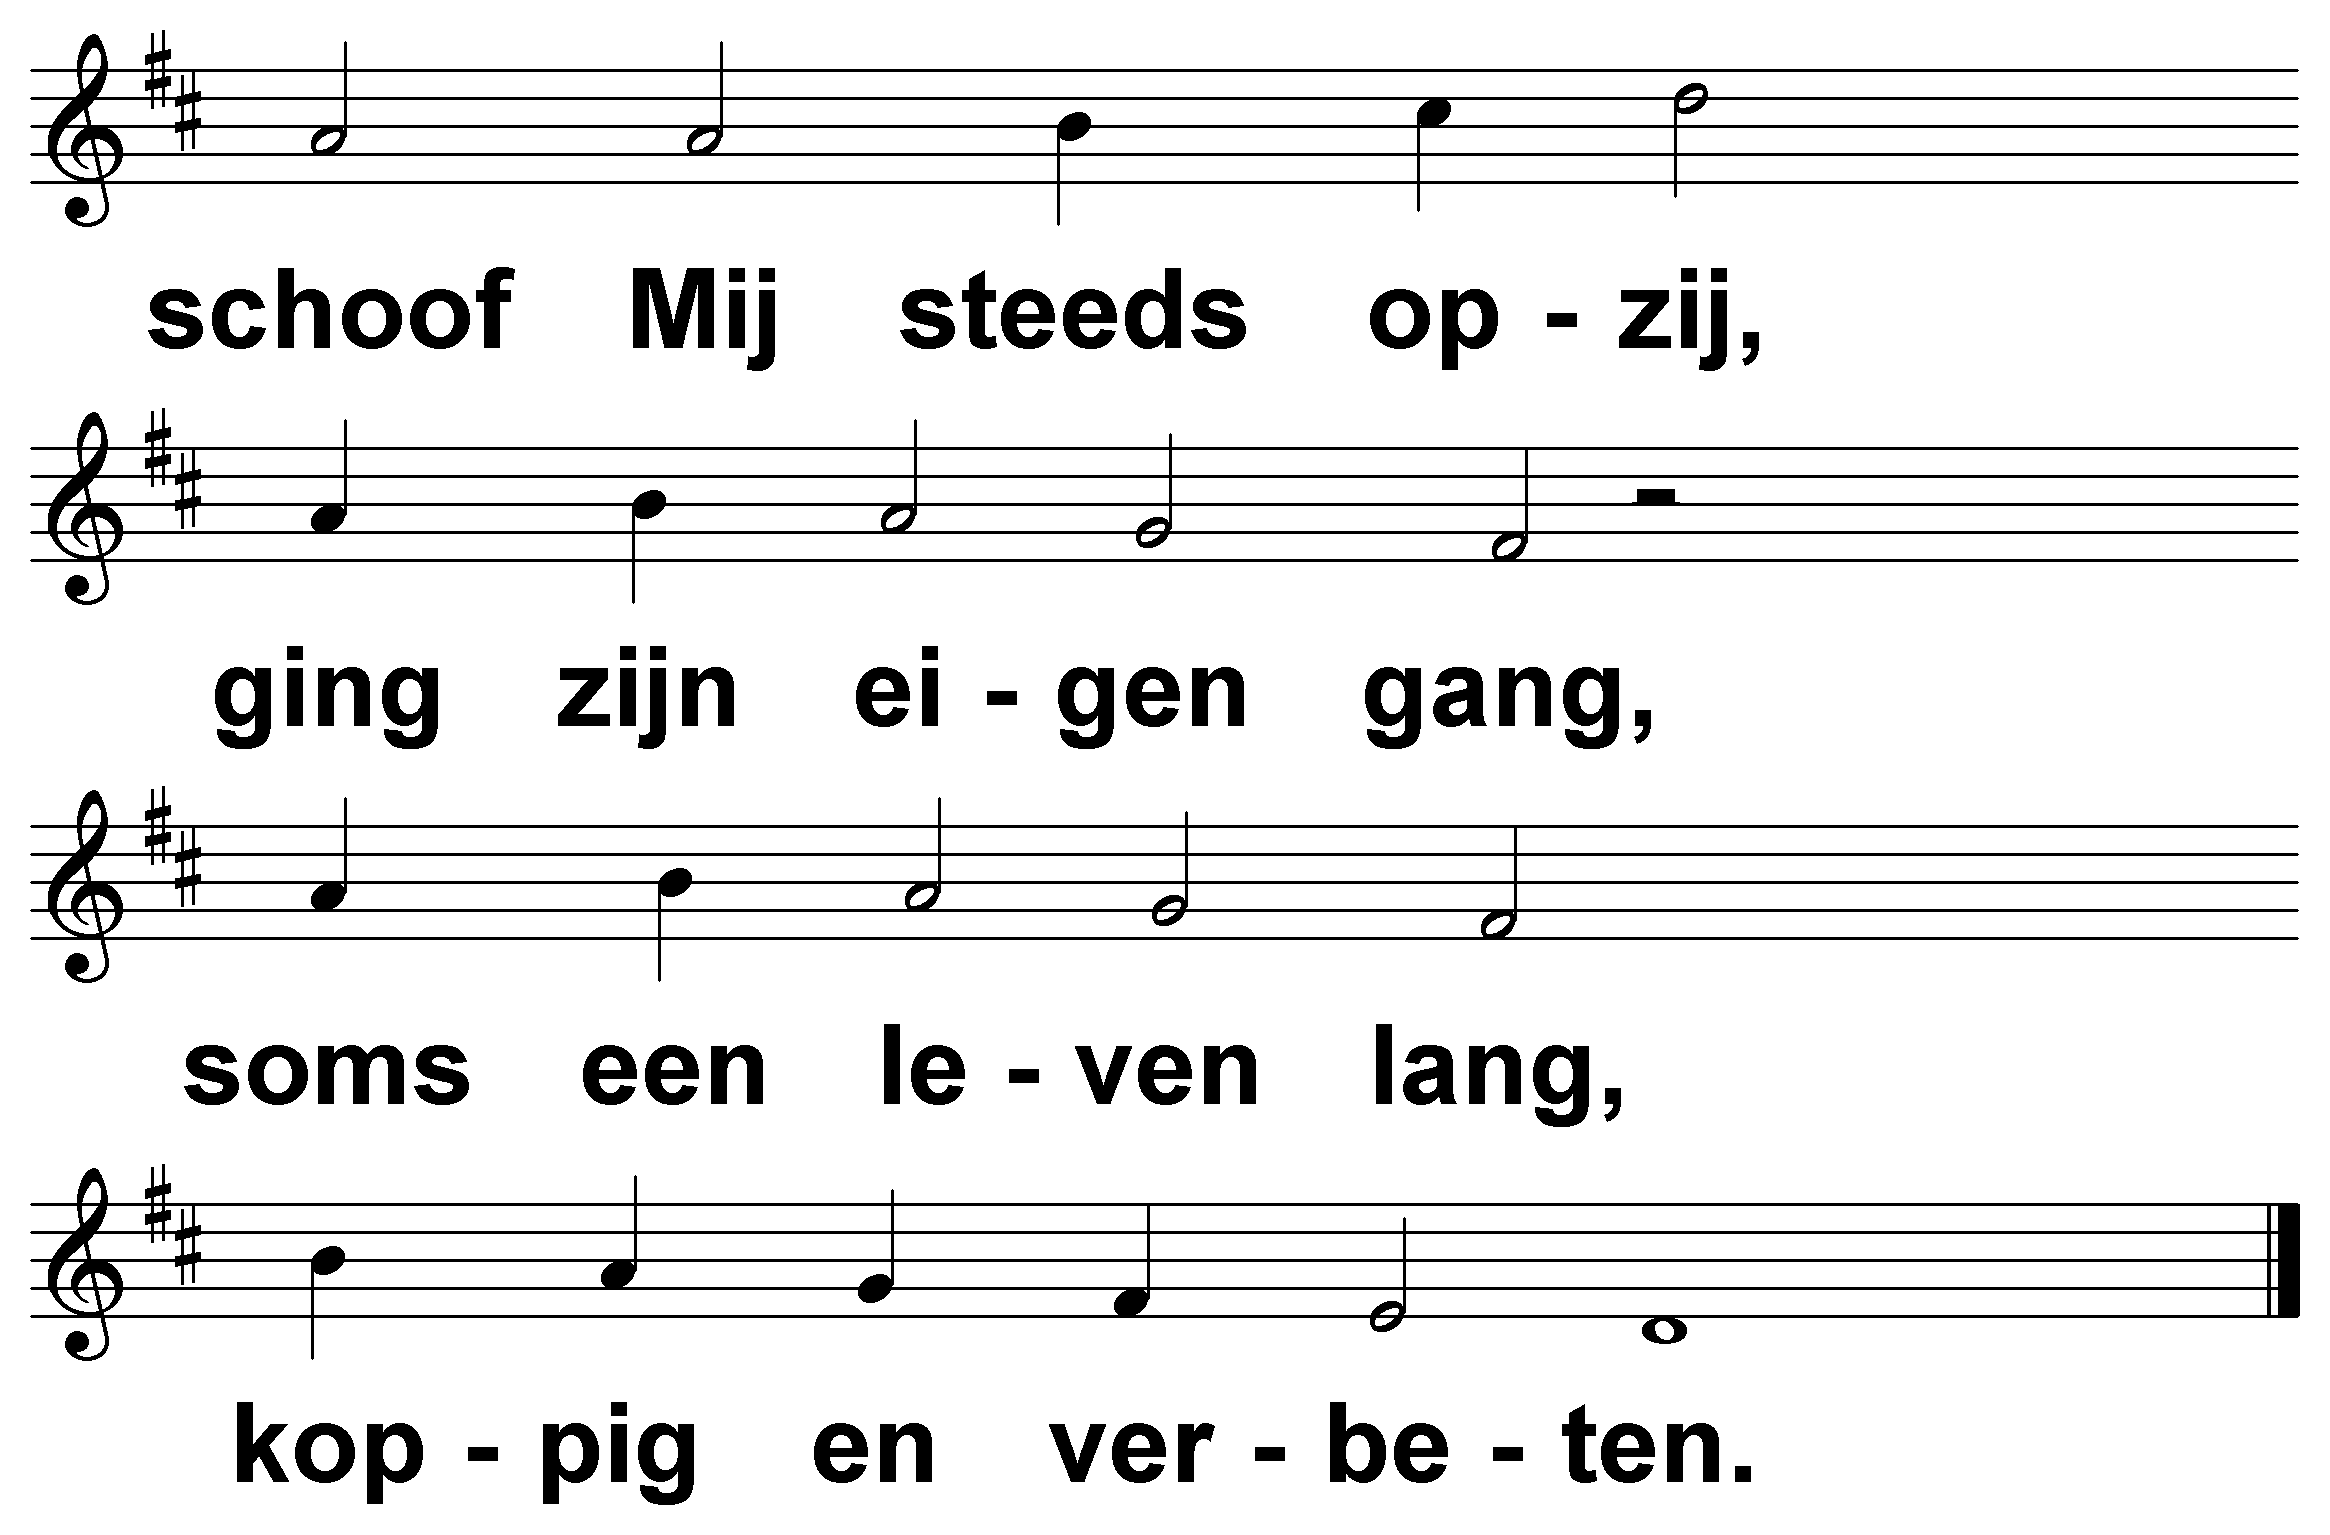 schoof Mij steeds op - zij,
ging zijn ei - gen gang,
soms een le - ven lang,
kop - pig en ver - be - ten.